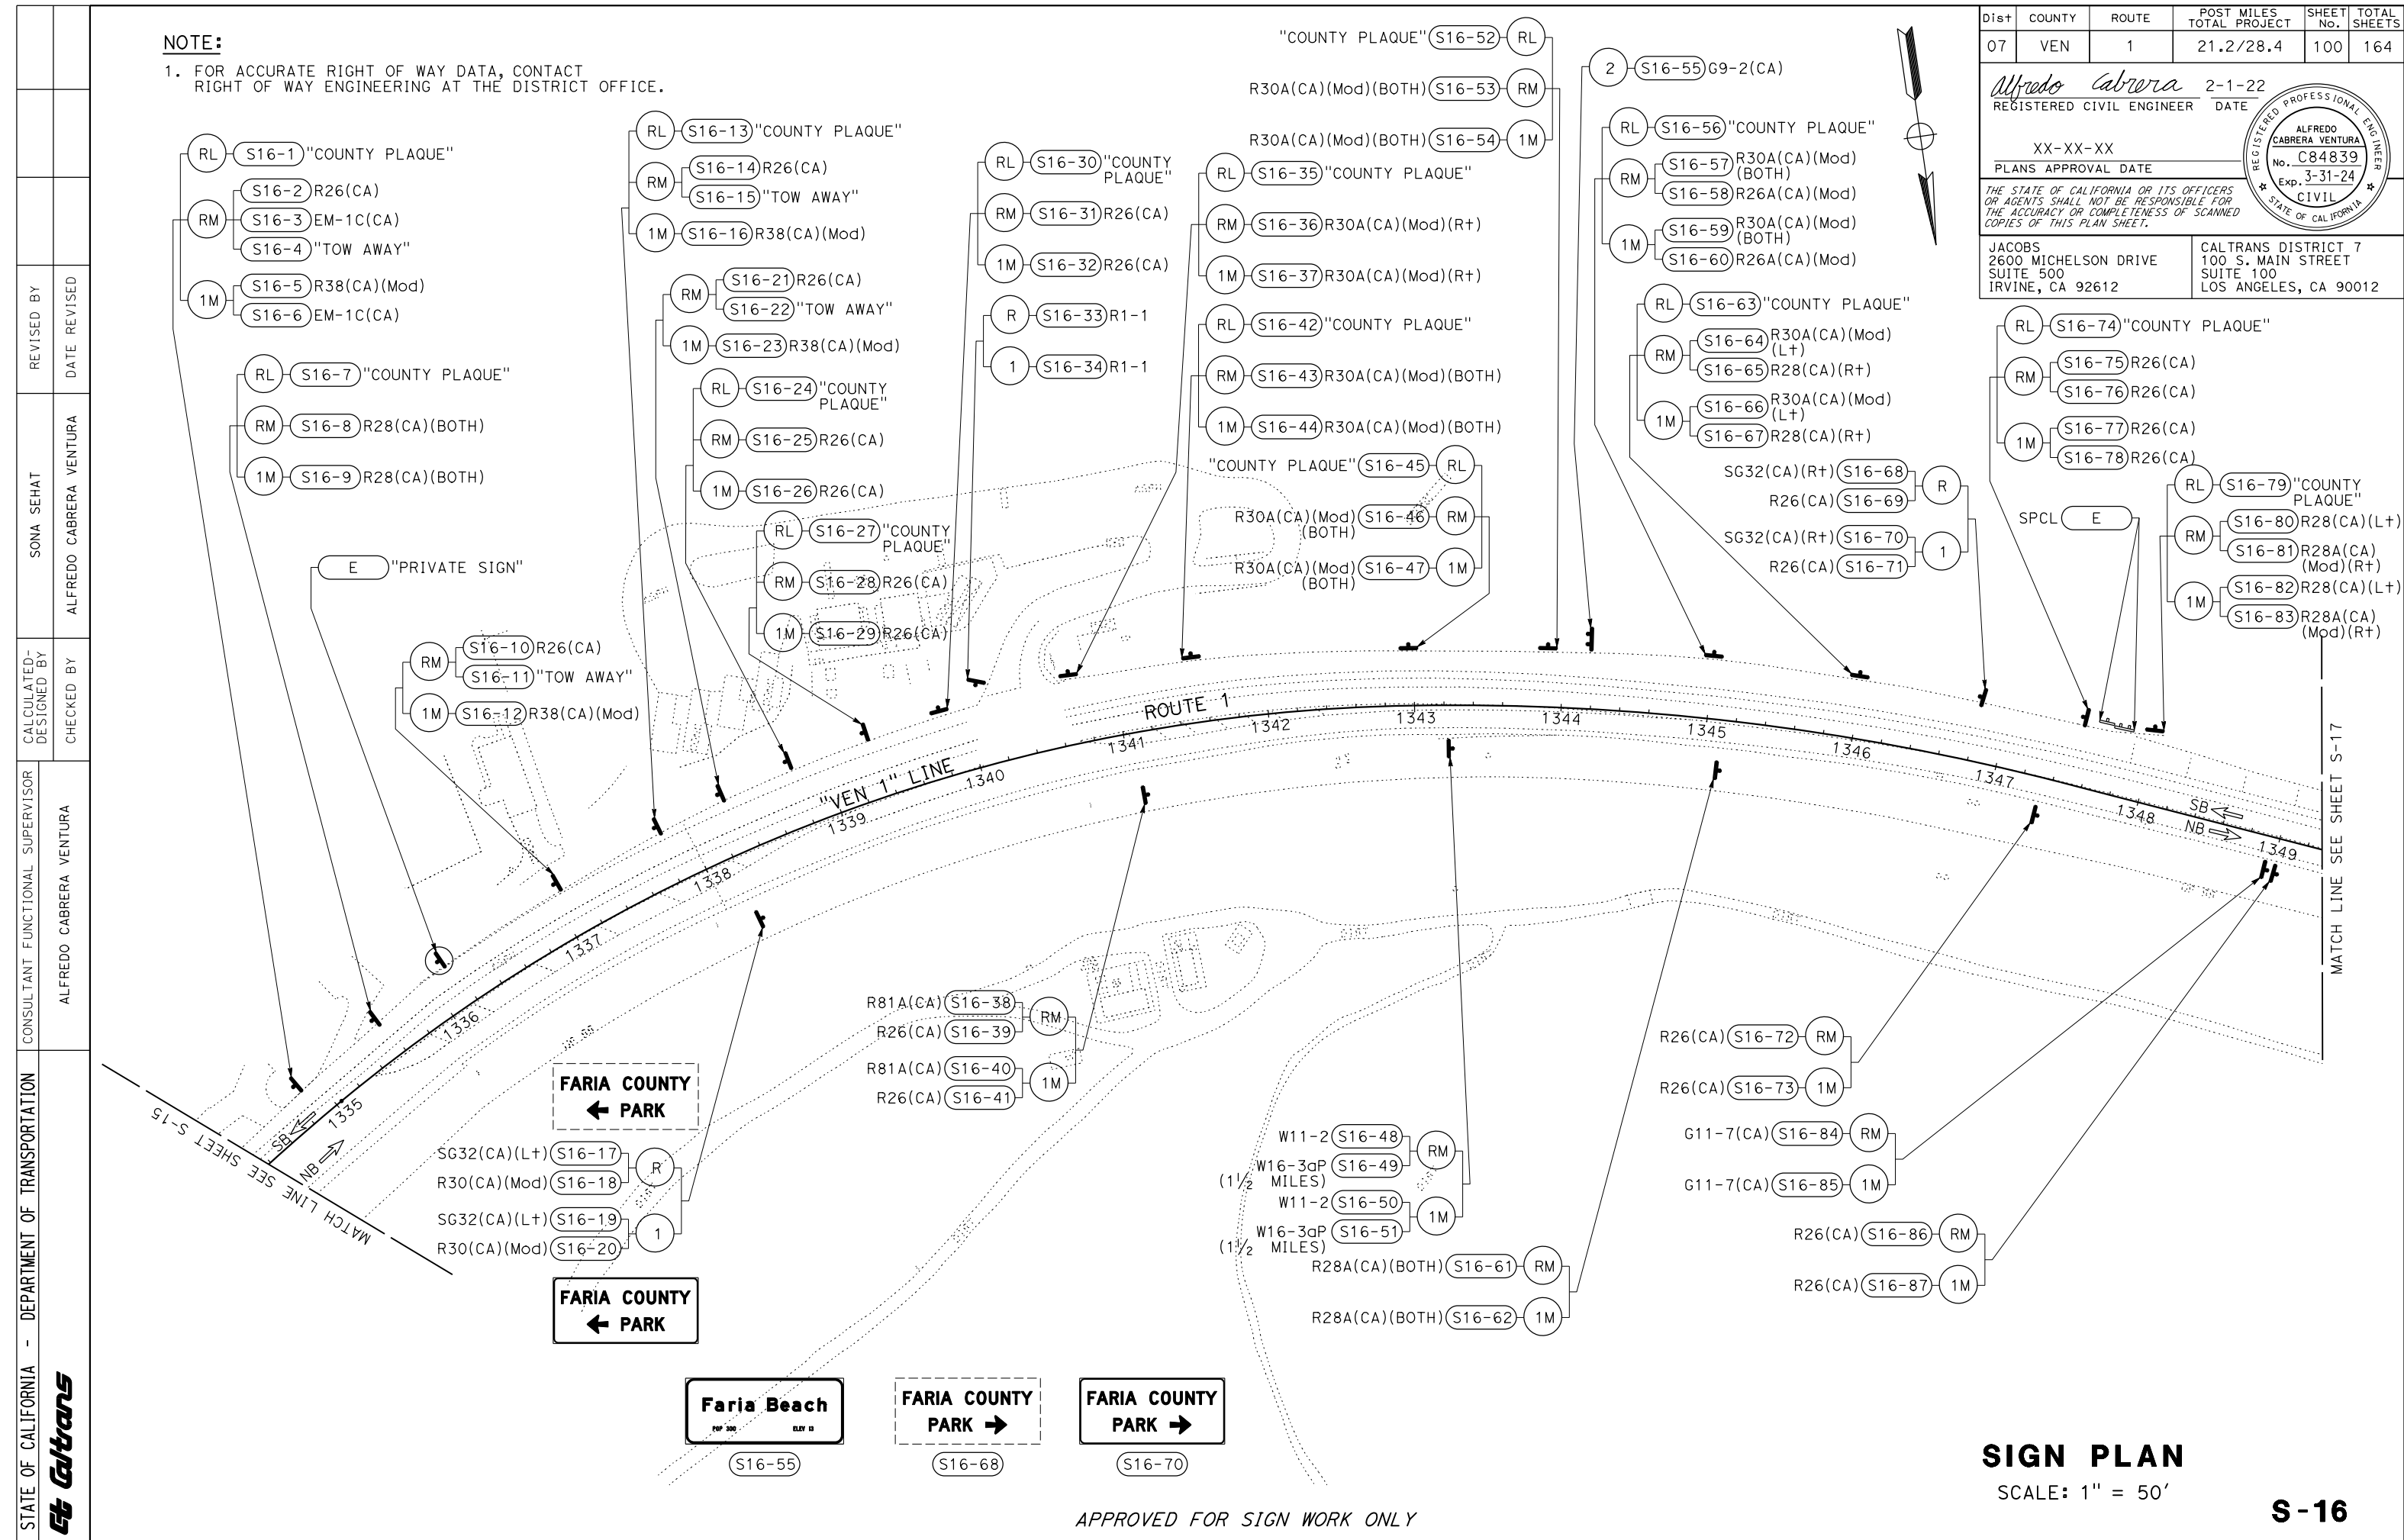 NOTE:
1. FOR ACCURATE RIGHT OF WAY DATA, CONTACT
RIGHT OF WAY ENGINEERING AT THE DISTRICT OFFICE.
Dist COUNTY ROUTE POST MILES TOTAL PROJECT SHEET No. TOTAL SHEETS
07 VEN 1 21.2/28.4 100 164
Alfredo Cabrera 2-1-22
REGISTERED CIVIL ENGINEER DATE
XX-XX-XX
PLANS APPROVAL DATE
REGISTERED PROFESSIONAL ENGINEER
ALFREDO
CABRERA VENTURA
No. C84839
Exp. 3-31-24
CIVIL
STATE OF CALIFORNIA
THE STATE OF CALIFORNIA OR ITS OFFICERS
OR AGENTS SHALL NOT BE RESPONSIBLE FOR
THE ACCURACY OR COMPLETENESS OF SCANNED
COPIES OF THIS PLAN SHEET.
JACOBS
2600 MICHELSON DRIVE
SUITE 500
IRVINE, CA 92612
CALTRANS DISTRICT 7
100 S. MAIN STREET
SUITE 100
LOS ANGELES, CA 90012
RL S16-1 "COUNTY PLAQUE"
RM S16-2 R26(CA)
S16-3 EM-1C(CA)
S16-4 "TOW AWAY"
1M S16-5 R38(CA)(Mod)
S16-6 EM-1C(CA)
RL S16-7 "COUNTY PLAQUE"
RM S16-8 R28(CA)(BOTH)
1M S16-9 R28(CA)(BOTH)
E "PRIVATE SIGN"
RM S16-10 R26(CA)
S16-11 "TOW AWAY"
1M S16-12 R38(CA)(Mod)
RL S16-13 "COUNTY PLAQUE"
RM S16-14 R26(CA)
S16-15 "TOW AWAY"
1M S16-16 R38(CA)(Mod)
RM S16-21 R26(CA)
S16-22 "TOW AWAY"
1M S16-23 R38(CA)(Mod)
RL S16-24 "COUNTY
PLAQUE"
RM S16-25 R26(CA)
1M S16-26 R26(CA)
RL S16-27 "COUNTY
PLAQUE"
RM S16-28 R26(CA)
1M S16-29 R26(CA)
RL S16-30 "COUNTY
PLAQUE"
RM S16-31 R26(CA)
1M S16-32 R26(CA)
R S16-33 R1-1
1 S16-34 R1-1
RL S16-35 "COUNTY PLAQUE"
RM S16-36 R30A(CA)(Mod)(Rt)
1M S16-37 R30A(CA)(Mod)(Rt)
RL S16-42 "COUNTY PLAQUE"
RM S16-43 R30A(CA)(Mod)(BOTH)
1M S16-44 R30A(CA)(Mod)(BOTH)
"COUNTY PLAQUE" S16-45 RL
R30A(CA)(Mod) S16-46 RM
(BOTH)
R30A(CA)(Mod) S16-47 1M
(BOTH)
"COUNTY PLAQUE" S16-52 RL
R30A(CA)(Mod)(BOTH) S16-53 RM
R30A(CA)(Mod)(BOTH) S16-54 1M
2 S16-55 G9-2(CA)
RL S16-56 "COUNTY PLAQUE"
RM S16-57 R30A(CA)(Mod)
(BOTH)
S16-58 R26A(CA)(Mod)
1M S16-59 R30A(CA)(Mod)
(BOTH)
S16-60 R26A(CA)(Mod)
RL S16-63 "COUNTY PLAQUE"
RM S16-64 R30A(CA)(Mod)
(Lt)
S16-65 R28(CA)(Rt)
1M S16-66 R30A(CA)(Mod)
(Lt)
S16-67 R28(CA)(Rt)
SG32(CA)(Rt) S16-68 R
R26(CA) S16-69
SG32(CA)(Rt) S16-70 1
R26(CA) S16-71
RL S16-74 "COUNTY PLAQUE"
RM S16-75 R26(CA)
S16-76 R26(CA)
1M S16-77 R26(CA)
S16-78 R26(CA)
SPCL E
RL S16-79 "COUNTY
PLAQUE"
RM S16-80 R28(CA)(Lt)
S16-81 R28A(CA)
(Mod)(Rt)
1M S16-82 R28(CA)(Lt)
S16-83 R28A(CA)
(Mod)(Rt)
ROUTE 1
"VEN 1" LINE
1335
1336
1337
1338
1339
1340
1341
1342
1343
1344
1345
1346
1347
1348
1349
SB
NB
SB
NB
MATCH LINE SEE SHEET S-15
MATCH LINE SEE SHEET S-17
FARIA COUNTY
← PARK
SG32(CA)(Lt) S16-17 R
R30(CA)(Mod) S16-18
SG32(CA)(Lt) S16-19 1
R30(CA)(Mod) S16-20
FARIA COUNTY
← PARK
R81A(CA) S16-38 RM
R26(CA) S16-39
R81A(CA) S16-40 1M
R26(CA) S16-41
W11-2 S16-48 RM
W16-3aP S16-49
(1 1/2 MILES)
W11-2 S16-50 1M
W16-3aP S16-51
(1 1/2 MILES)
R28A(CA)(BOTH) S16-61 RM
R28A(CA)(BOTH) S16-62 1M
R26(CA) S16-72 RM
R26(CA) S16-73 1M
G11-7(CA) S16-84 RM
G11-7(CA) S16-85 1M
R26(CA) S16-86 RM
R26(CA) S16-87 1M
Faria Beach
POP 300 ELEV 13
S16-55
FARIA COUNTY
PARK →
S16-68
FARIA COUNTY
PARK →
S16-70
SIGN PLAN
SCALE: 1" = 50'
S-16
APPROVED FOR SIGN WORK ONLY
REVISED BY
DATE REVISED
SONA SEHAT
ALFREDO CABRERA VENTURA
CALCULATED-
DESIGNED BY
CHECKED BY
CONSULTANT FUNCTIONAL SUPERVISOR
ALFREDO CABRERA VENTURA
STATE OF CALIFORNIA - DEPARTMENT OF TRANSPORTATION
ct Caltrans